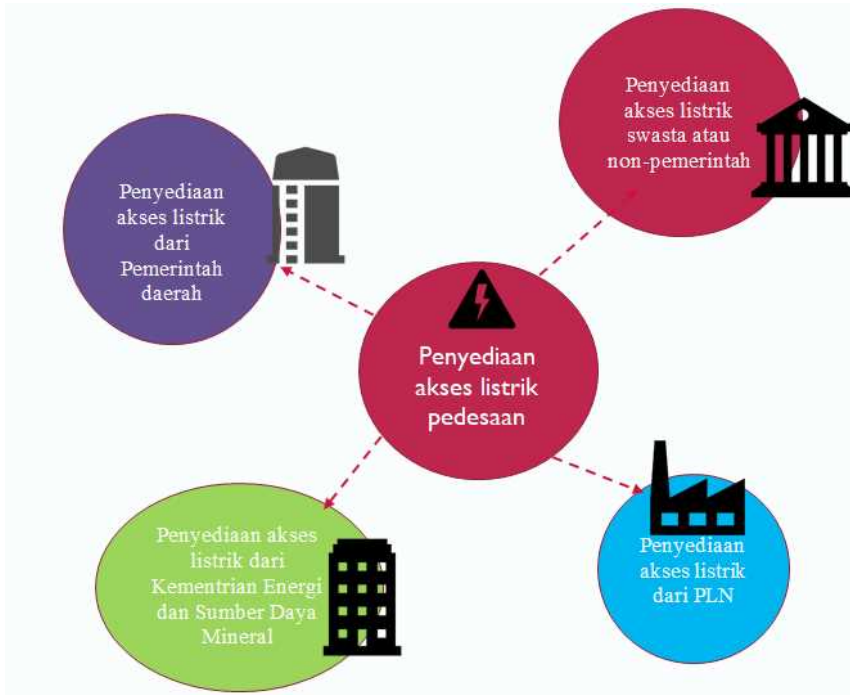 Penyediaan
akses listrik
swasta atau
non-pemerintah
Penyediaan
akses listrik
dari
Pemerintah
daerah
Penyediaan
akses listrik
pedesaan
Penyediaan akses
listrik dari
Kementrian Energi
dan Sumber Daya
Mineral
Penyediaan
akses listrik
dari PLN